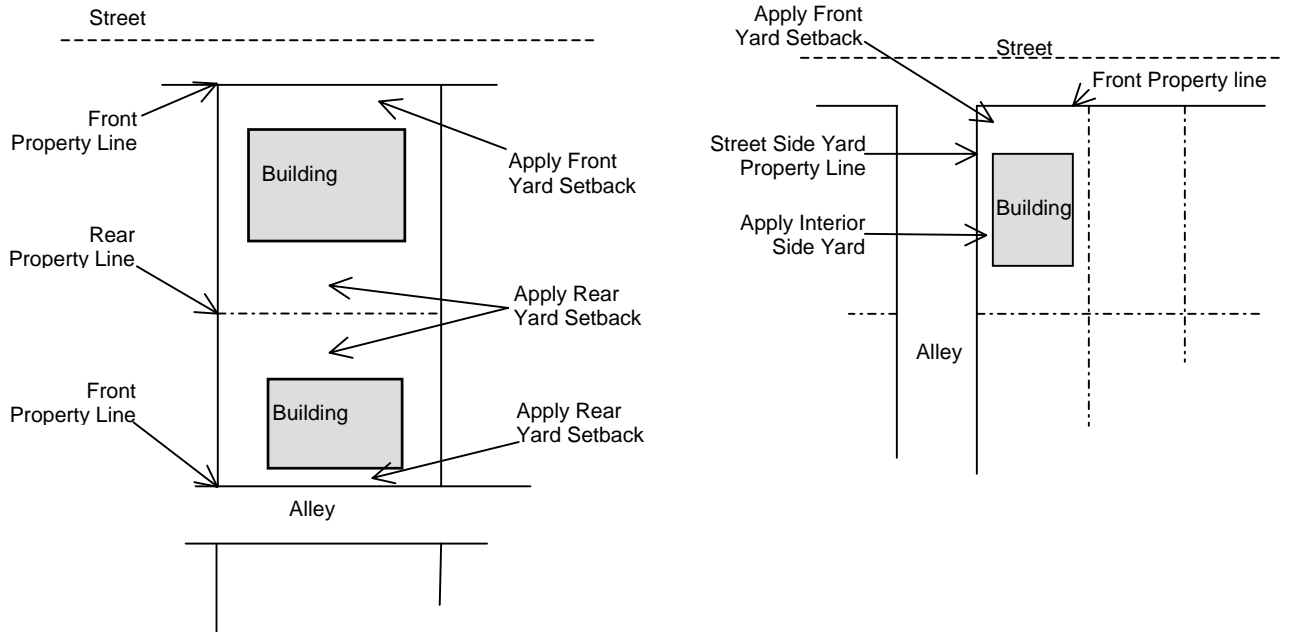 Street
Front
Property Line
Building
Apply Front
Yard Setback
Rear
Property Line
Apply Rear
Yard Setback
Front
Property Line
Building
Apply Rear
Yard Setback
Alley
Apply Front
Yard Setback
Street
Front Property line
Street Side Yard
Property Line
Building
Apply Interior
Side Yard
Alley